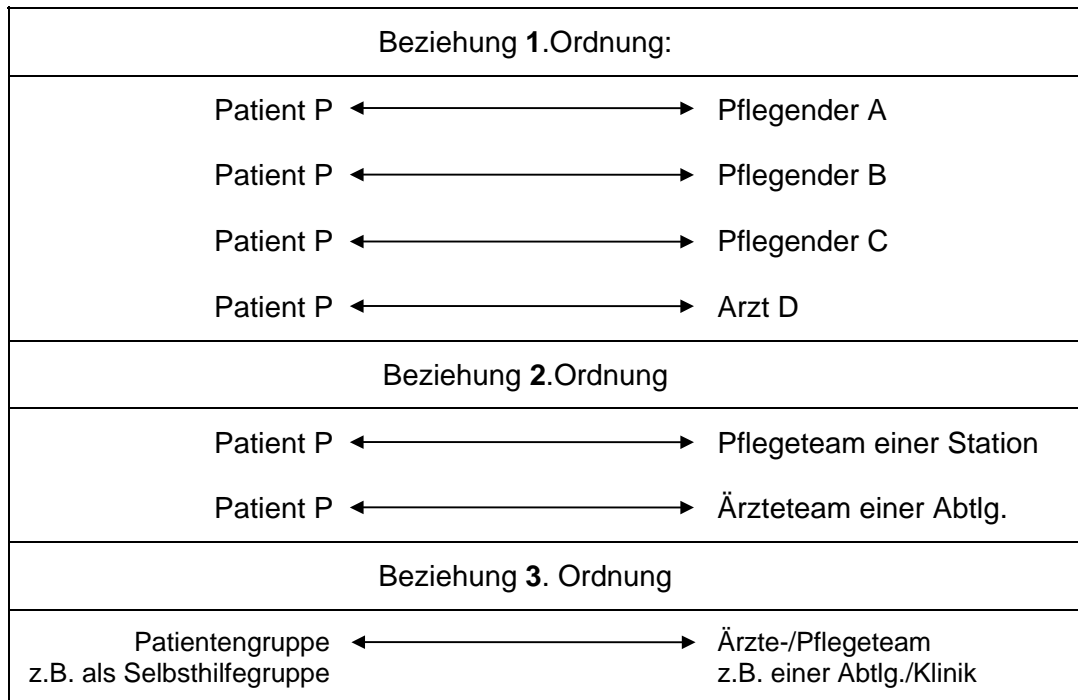 Beziehung 1.Ordnung:
Patient P Pflegender A
Patient P Pflegender B
Patient P Pflegender C
Patient P Arzt D
Beziehung 2.Ordnung
Patient P Pflegeteam einer Station
Patient P Ärzteteam einer Abtlg.
Beziehung 3. Ordnung
Patientengruppe Ärzte-/Pflegeteam
z.B. als Selbsthilfegruppe z.B. einer Abtlg./Klinik